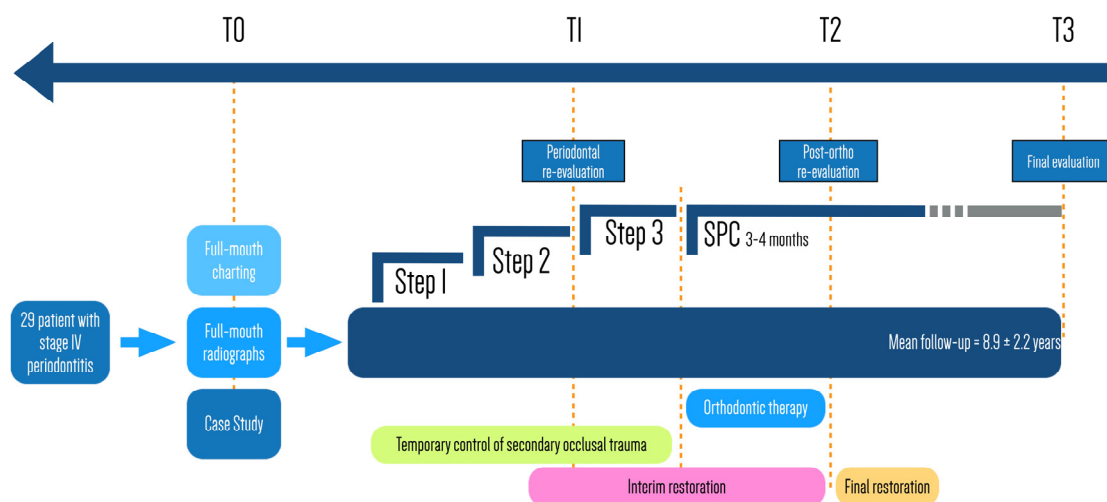 T0
T1
T2
T3
Periodontal
re-evaluation
Post-ortho
re-evaluation
Final evaluation
Step 1
Step 2
Step 3
SPC 3-4 months
Full-mouth
charting
29 patient with
stage IV
periodontitis
Full-mouth
radiographs
Mean follow-up = 8.9 ± 2.2 years
Case Study
Orthodontic therapy
Temporary control of secondary occlusal trauma
Interim restoration
Final restoration